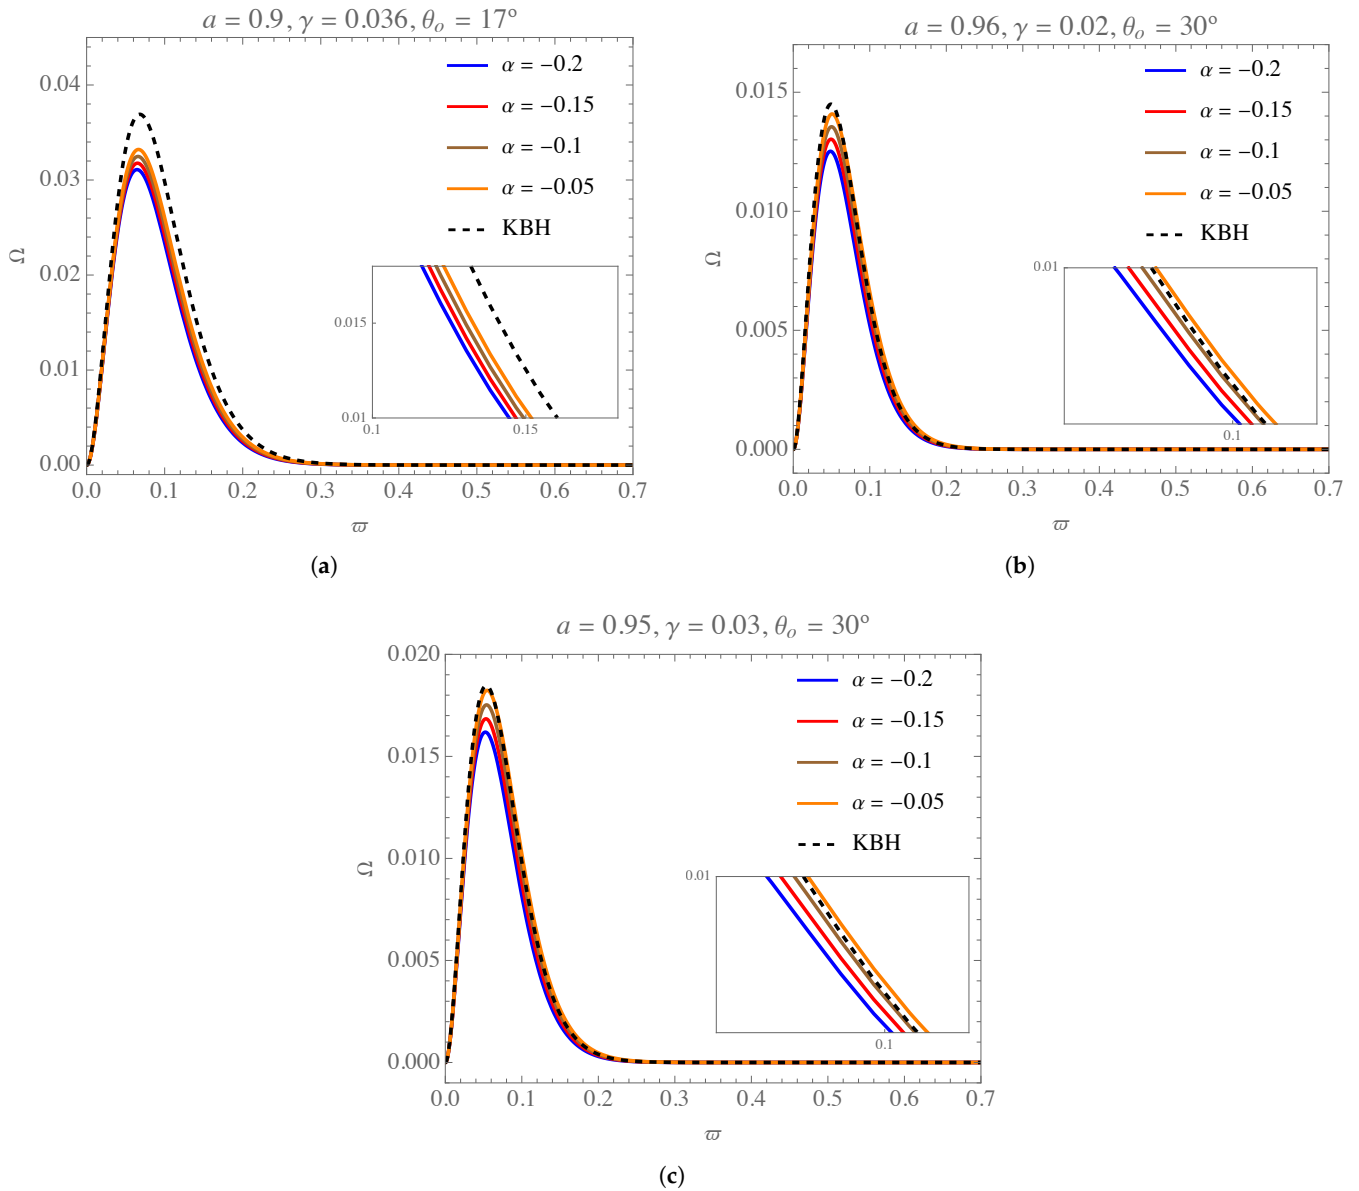 a = 0.9, γ = 0.036, θo = 17°
Ω
0.04
0.03
0.02
0.01
0.00
α = −0.2
α = −0.15
α = −0.1
α = −0.05
KBH
0.015
0.01
0.1
0.15
0.0 0.1 0.2 0.3 0.4 0.5 0.6 0.7
ϖ
(a)
a = 0.96, γ = 0.02, θo = 30°
Ω
0.015
0.010
0.005
0.000
α = −0.2
α = −0.15
α = −0.1
α = −0.05
KBH
0.01
0.1
0.0 0.1 0.2 0.3 0.4 0.5 0.6 0.7
ϖ
(b)
a = 0.95, γ = 0.03, θo = 30°
Ω
0.020
0.015
0.010
0.005
0.000
α = −0.2
α = −0.15
α = −0.1
α = −0.05
KBH
0.01
0.1
0.0 0.1 0.2 0.3 0.4 0.5 0.6 0.7
ϖ
(c)